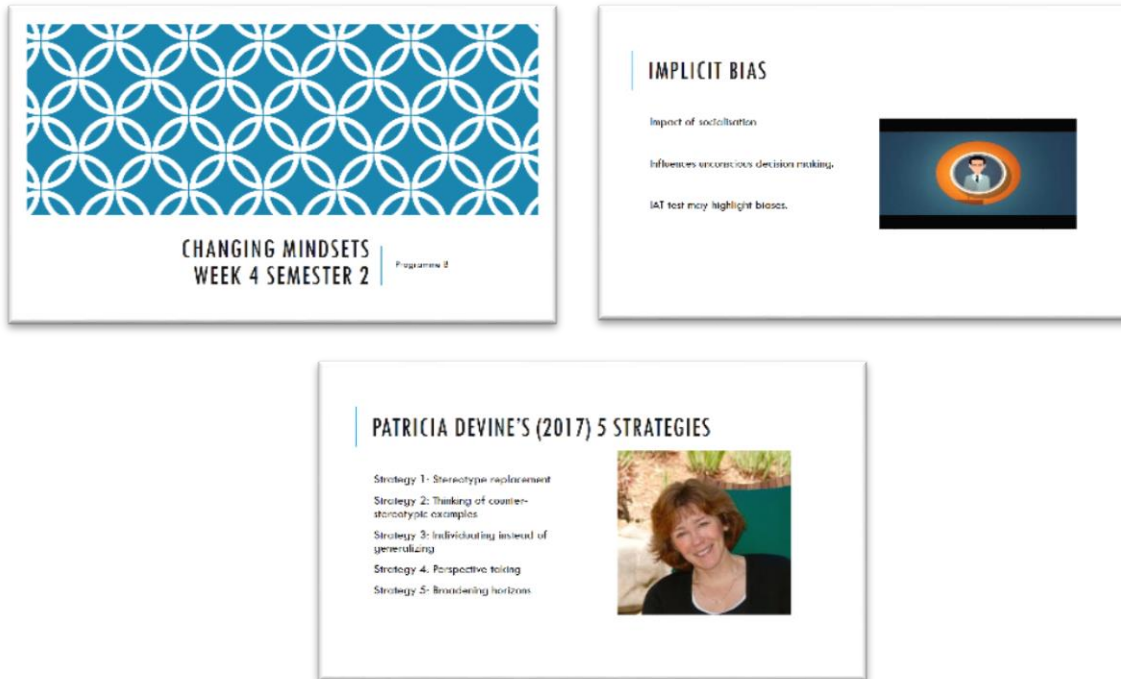 CHANGING MINDSETS
WEEK 4 SEMESTER 2
Programme B
IMPLICIT BIAS
Impact of socialisation
Influences unconscious decision making.
IAT test may highlight biases.
PATRICIA DEVINE'S (2017) 5 STRATEGIES
Strategy 1: Stereotype replacement
Strategy 2: Thinking of counter-
stereotypic examples
Strategy 3: Individuating instead of
generalizing
Strategy 4. Perspective taking
Strategy 5: Broadening horizons